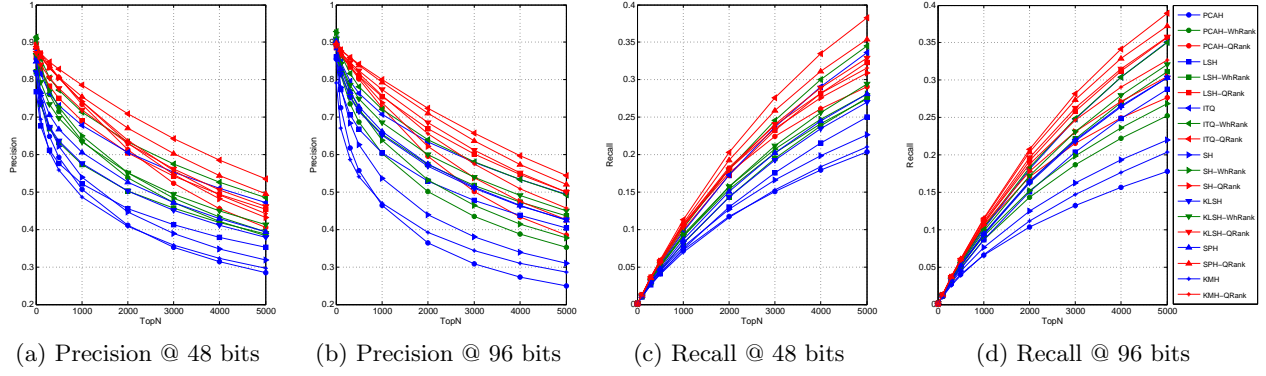 1
0.9
0.8
0.7
0.6
0.5
0.4
0.3
0.2
Precision
0 1000 2000 3000 4000 5000
TopN
(a) Precision @ 48 bits
1
0.9
0.8
0.7
0.6
0.5
0.4
0.3
0.2
Precision
0 1000 2000 3000 4000 5000
TopN
(b) Precision @ 96 bits
0.4
0.35
0.3
0.25
0.2
0.15
0.1
0.05
0
Recall
0 1000 2000 3000 4000 5000
TopN
(c) Recall @ 48 bits
0.4
0.35
0.3
0.25
0.2
0.15
0.1
0.05
0
Recall
0 1000 2000 3000 4000 5000
TopN
(d) Recall @ 96 bits
PCAH
PCAH-WhRank
PCAH-QRank
LSH
LSH-WhRank
LSH-QRank
ITQ
ITQ-WhRank
ITQ-QRank
SH
SH-WhRank
SH-QRank
KLSH
KLSH-WhRank
KLSH-QRank
SPH
SPH-QRank
KMH
KMH-QRank